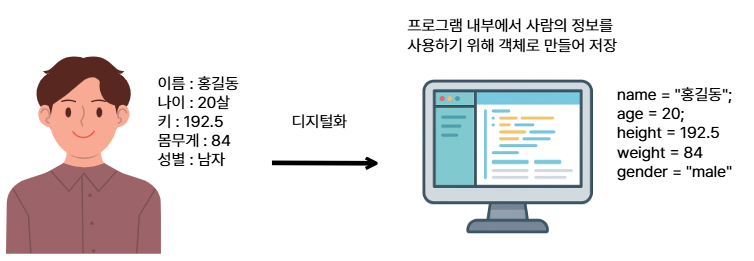 이름 : 홍길동
나이 : 20살
키 : 192.5
몸무게 : 84
성별 : 남자
디지털화
프로그램 내부에서 사람의 정보를
사용하기 위해 객체로 만들어 저장
name = "홍길동";
age = 20;
height = 192.5
weight = 84
gender = "male"